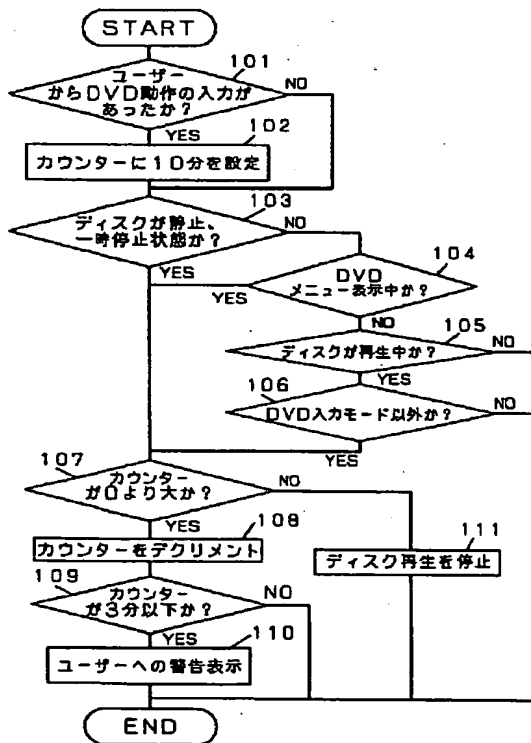 START
101
ユーザー
からDVD動作の入力が
あったか?
NO
YES
102
カウンターに10分を設定
103
ディスクが静止、
一時停止状態か?
NO
YES
104
DVD
メニュー表示中か?
YES
NO
105
ディスクが再生中か?
NO
YES
106
DVD入力モード以外か?
NO
YES
107
カウンター
が0より大か?
NO
YES
108
カウンターをデクリメント
111
ディスク再生を停止
109
カウンター
が3分以下か?
NO
YES
110
ユーザーへの警告表示
END